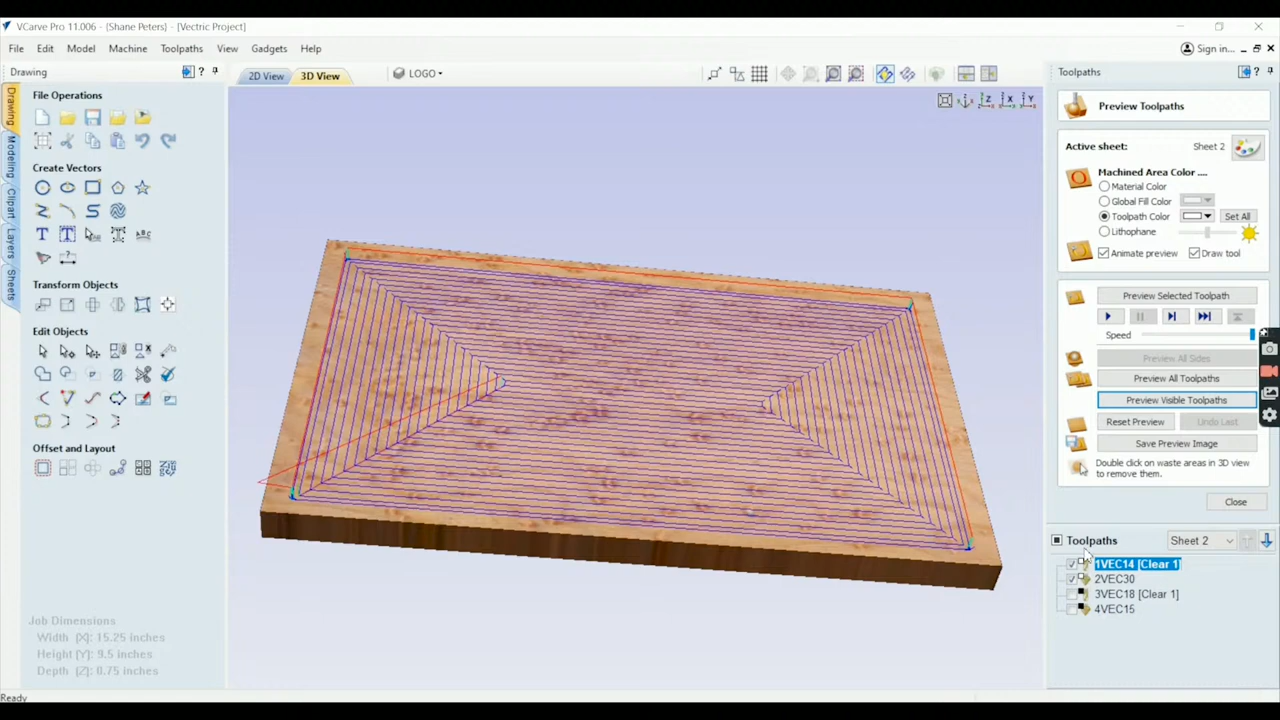 VCarve Pro 11.006 - {Shane Peters} - [Vectric Project]
File Edit Model Machine Toolpaths View Gadgets Help
Sign in...
Drawing
2D View
3D View
LOGO
Toolpaths
Drawing
Modeling
Clipart
Layers
Sheets
File Operations
Create Vectors
Transform Objects
Edit Objects
Offset and Layout
Job Dimensions
Width (X): 15.25 inches
Height (Y): 9.5 inches
Depth (Z): 0.75 inches
Ready
Preview Toolpaths
Active sheet: Sheet 2
Machined Area Color ....
Material Color
Global Fill Color
Toolpath Color
Set All
Lithophane
Animate preview
Draw tool
Preview Selected Toolpath
Speed
Preview All Sides
Preview All Toolpaths
Preview Visible Toolpaths
Reset Preview
Undo Last
Save Preview Image
Double click on waste areas in 3D view
to remove them.
Close
Toolpaths
Sheet 2
1VEC14 [Clear 1]
2VEC30
3VEC18 [Clear 1]
4VEC15